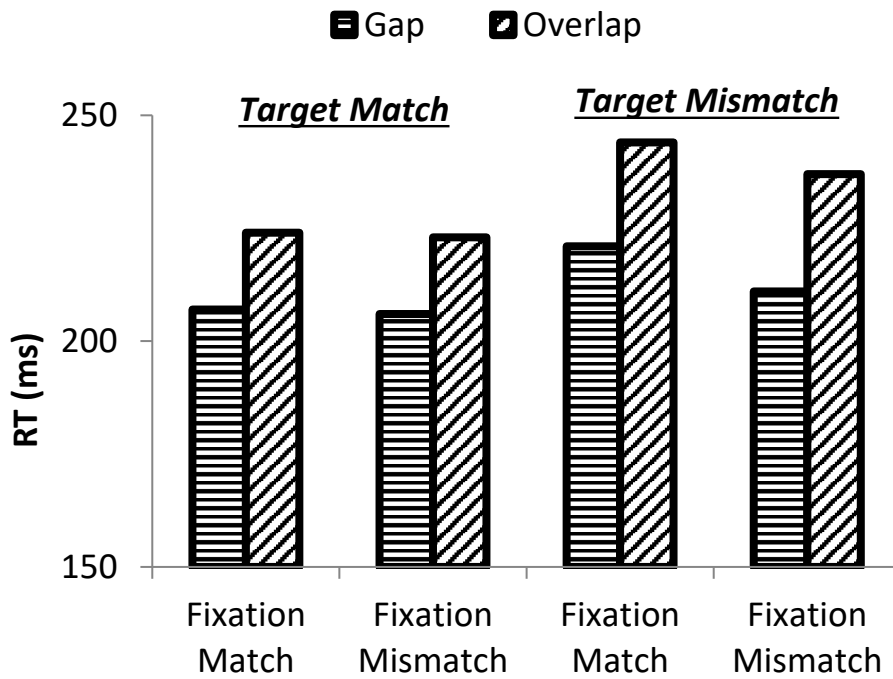 Gap Overlap
Target Match Target Mismatch
250
200
150
RT (ms)
Fixation Match
Fixation Mismatch
Fixation Match
Fixation Mismatch